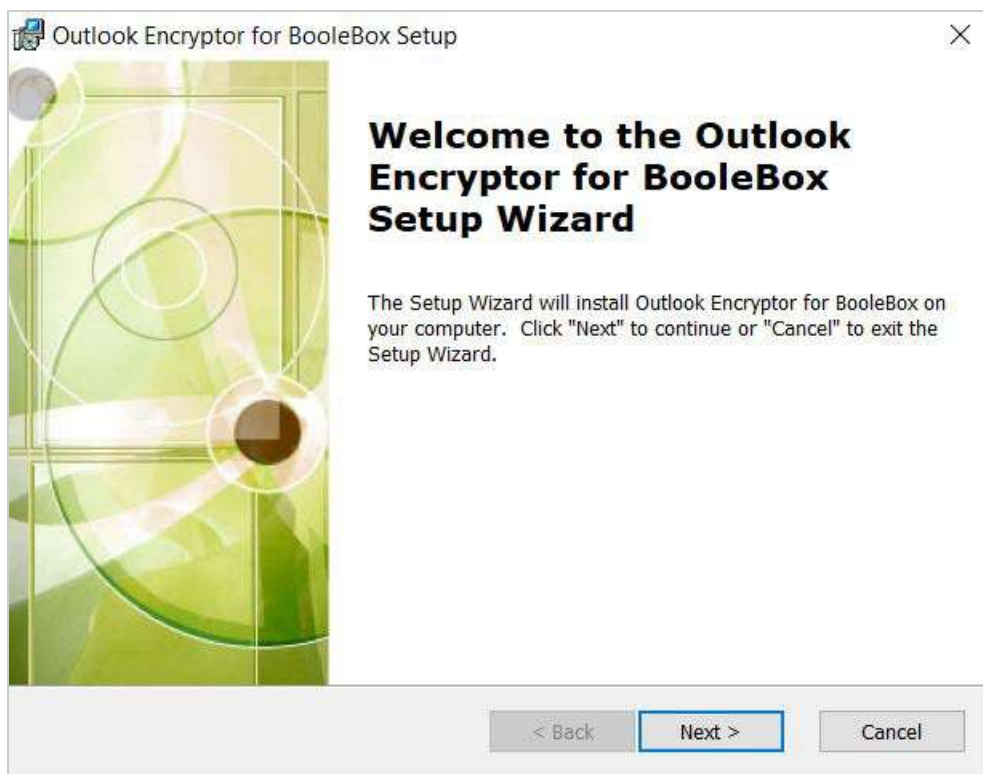 Outlook Encryptor for BooleBox Setup
Welcome to the Outlook
Encryptor for BooleBox
Setup Wizard
The Setup Wizard will install Outlook Encryptor for BooleBox on
your computer.  Click "Next" to continue or "Cancel" to exit the
Setup Wizard.
< Back
Next >
Cancel